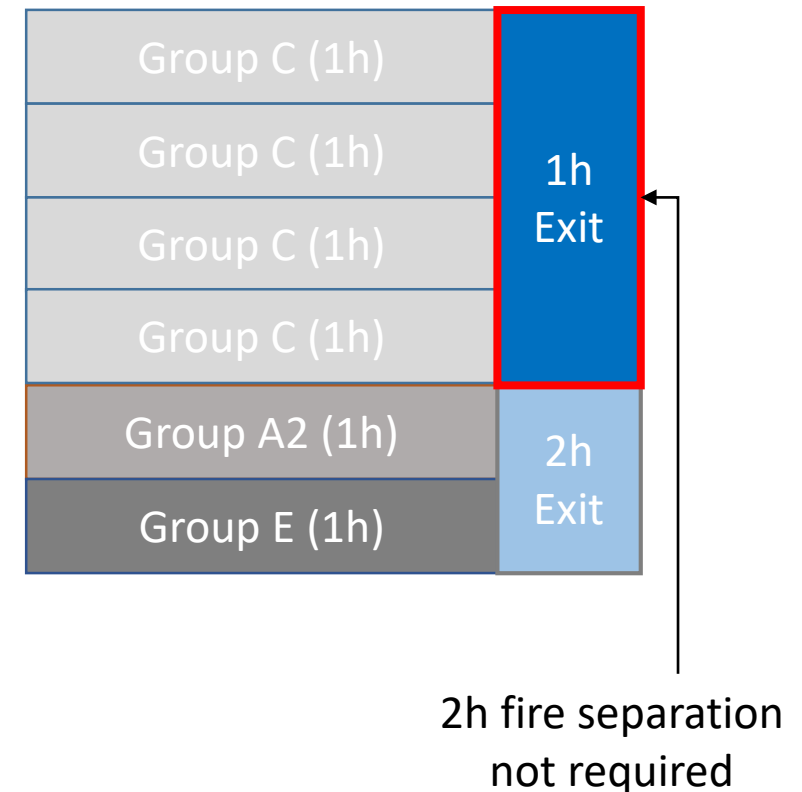 Group C (1h)
Group C (1h)
Group C (1h)
Group C (1h)
1h
Exit
Group A2 (1h)
Group E (1h)
2h
Exit
2h fire separation
not required